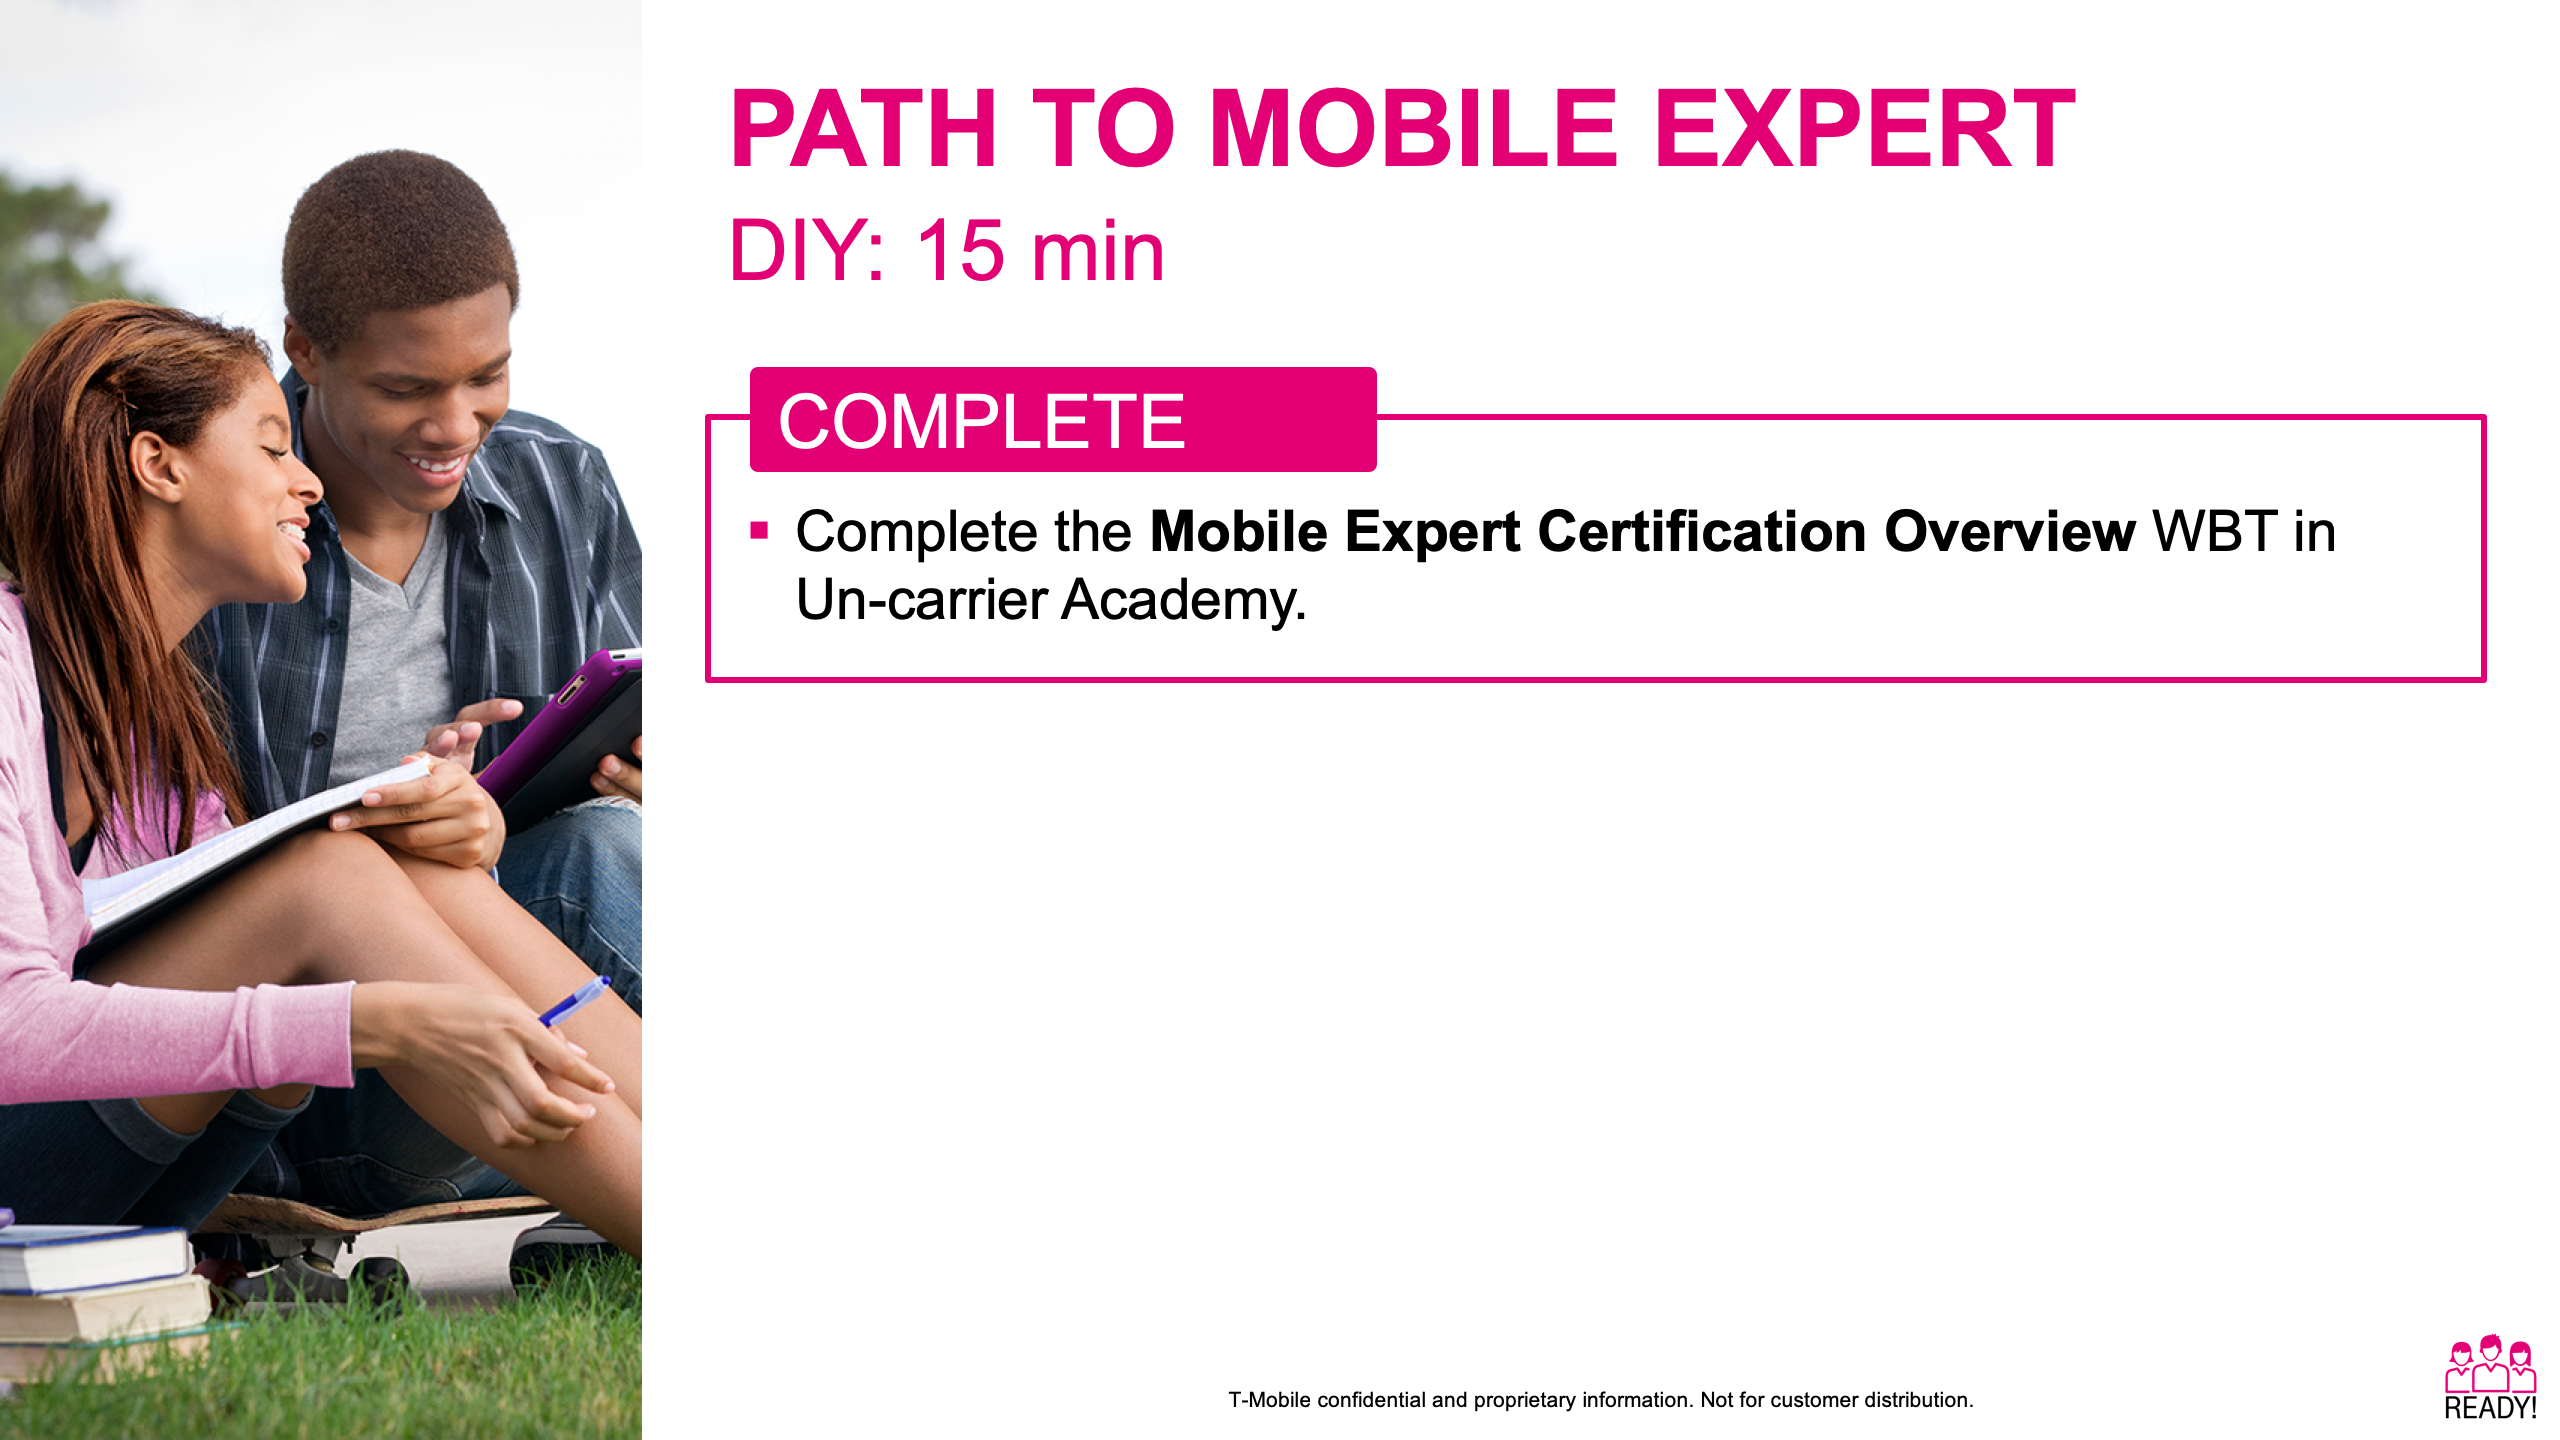 PATH TO MOBILE EXPERT
DIY: 15 min
COMPLETE
▪ Complete the Mobile Expert Certification Overview WBT in
Un-carrier Academy.
T-Mobile confidential and proprietary information. Not for customer distribution.
READY!